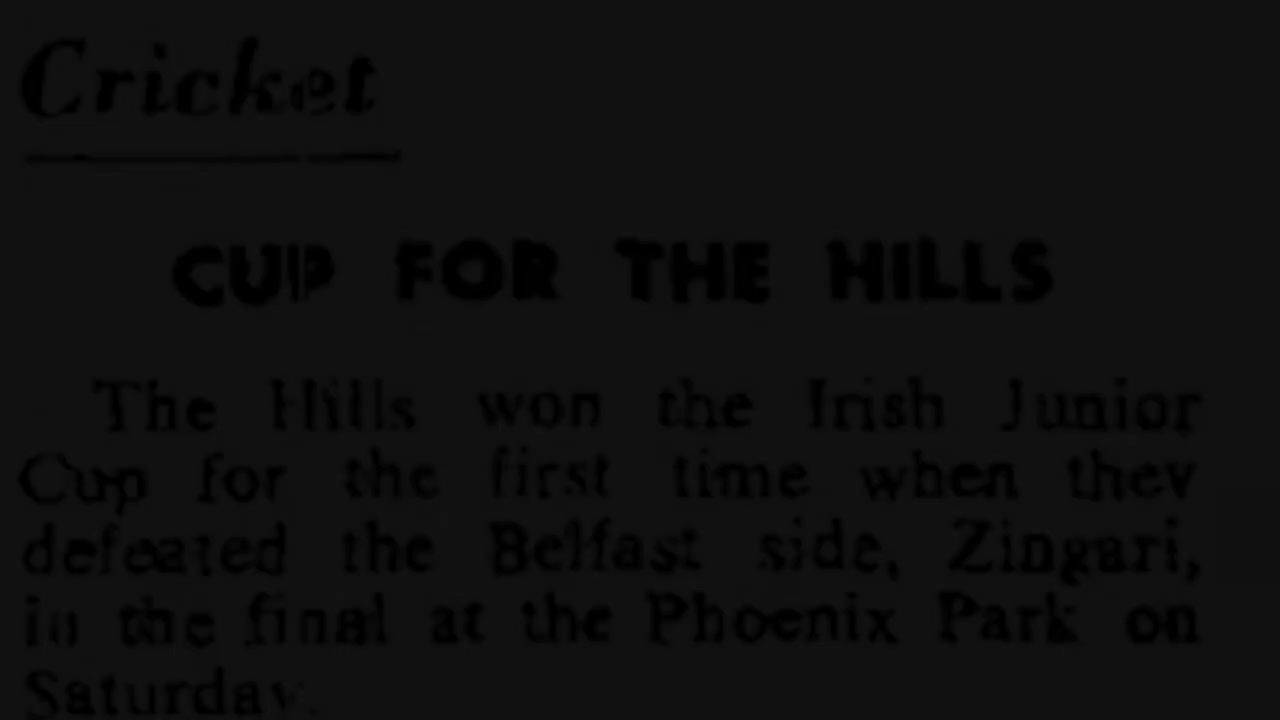 Cricket
CUP FOR THE HILLS
The Hills won the Irish Junior
Cup for the first time when they
defeated the Belfast side, Zingari,
in the final at the Phoenix Park on
Saturday.